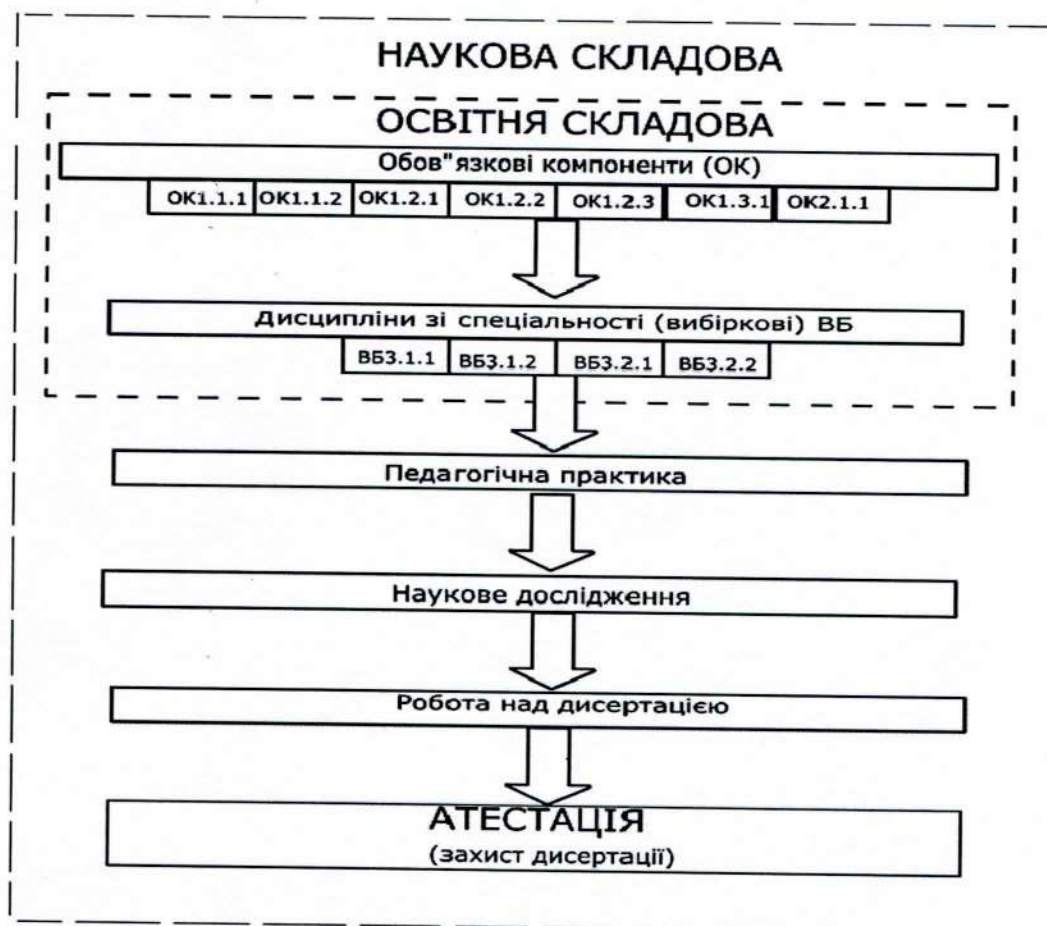 НАУКОВА СКЛАДОВА
ОСВІТНЯ СКЛАДОВА
Обов"язкові компоненти (ОК)
ОК1.1.1 ОК1.1.2 ОК1.2.1 ОК1.2.2 ОК1.2.3 ОК1.3.1 ОК2.1.1
Дисципліни зі спеціальності (вибіркові) ВБ
ВБ3.1.1 ВБ3.1.2 ВБ3.2.1 ВБ3.2.2
Педагогічна практика
Наукове дослідження
Робота над дисертацією
АТЕСТАЦІЯ
(захист дисертації)